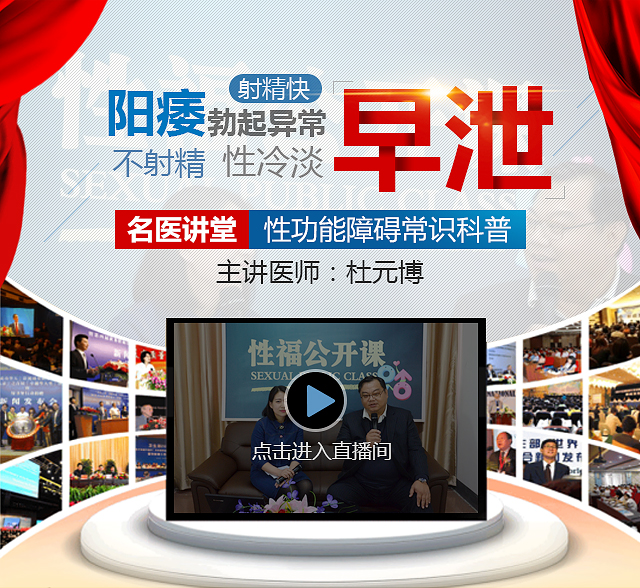 射精快
阳痿
勃起异常
早泄
不射精
性冷淡
名医讲堂
性功能障碍常识科普
主讲医师：杜元博
性福公开课
SEXUAL PUBLIC CLASS
点击进入直播间